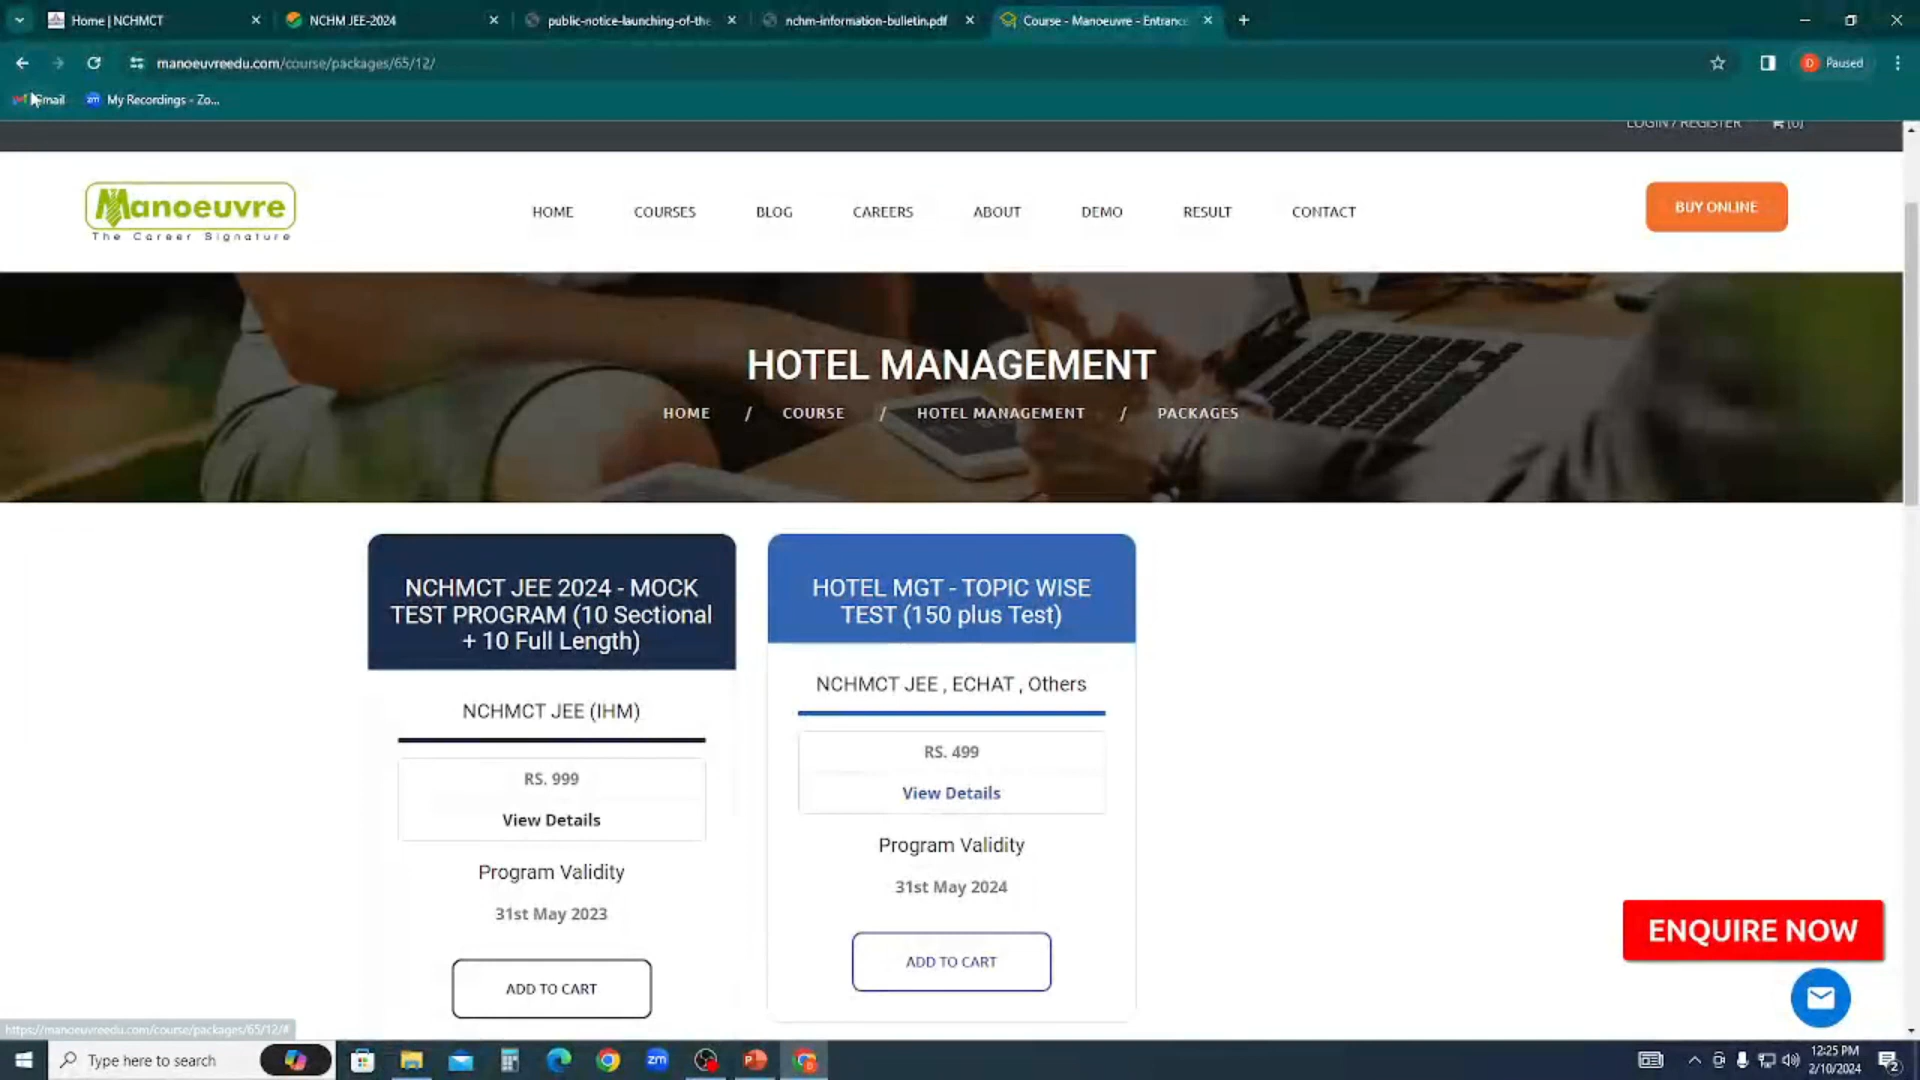 Home | NCHMCT
NCHM JEE-2024
public-notice-launching-of-the
nchm-information-bulletin.pdf
Course - Manoeuvre - Entranc
manoeuvreedu.com/course/packages/65/12/
D Paused
Gmail
zm My Recordings - Zo...
LOGIN / REGISTER (0)
Manoeuvre
The Career Signature
HOME COURSES BLOG CAREERS ABOUT DEMO RESULT CONTACT
BUY ONLINE
HOTEL MANAGEMENT
HOME / COURSE / HOTEL MANAGEMENT / PACKAGES
NCHMCT JEE 2024 - MOCK
TEST PROGRAM (10 Sectional
+ 10 Full Length)
NCHMCT JEE (IHM)
RS. 999
View Details
Program Validity
31st May 2023
ADD TO CART
HOTEL MGT - TOPIC WISE
TEST (150 plus Test)
NCHMCT JEE , ECHAT , Others
RS. 499
View Details
Program Validity
31st May 2024
ADD TO CART
ENQUIRE NOW
https://manoeuvreedu.com/course/packages/65/12/#
Type here to search
zm
12:25 PM
2/10/2024
2